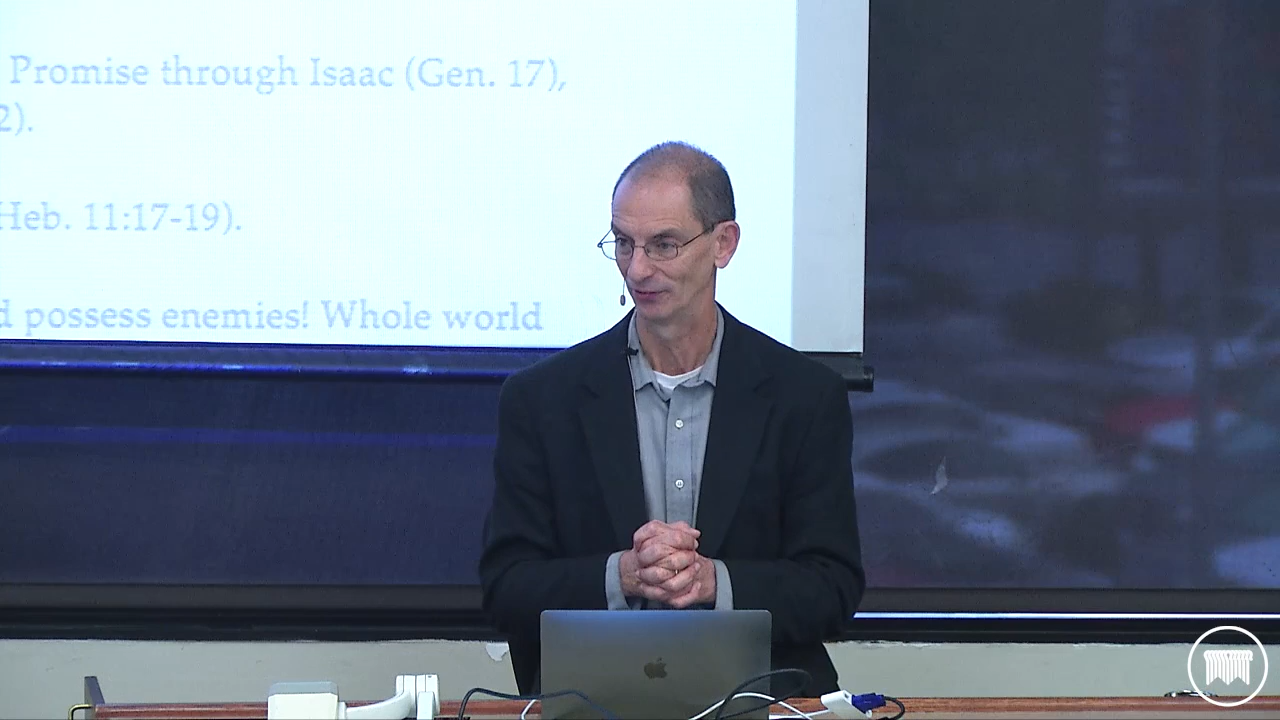 Promise through Isaac (Gen. 17),
2).
Heb. 11:17-19).
d possess enemies! Whole world